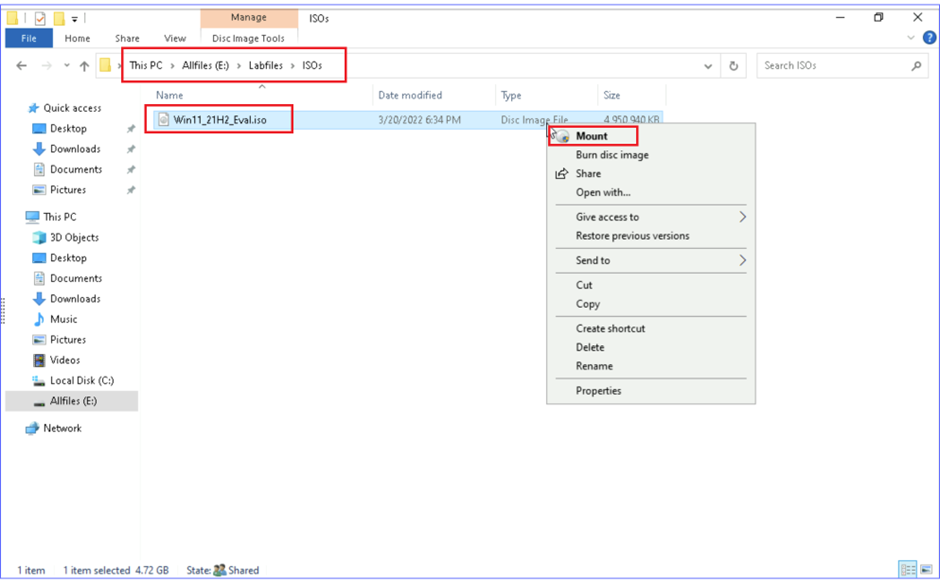 Manage ISOs
File Home Share View Disc Image Tools
This PC > Allfiles (E:) > Labfiles > ISOs Search ISOs
Name Date modified Type Size
Win11_21H2_Eval.iso 3/20/2022 6:34 PM Disc Image File 4,950,940 KB
Quick access
Desktop
Downloads
Documents
Pictures
This PC
3D Objects
Desktop
Documents
Downloads
Music
Pictures
Videos
Local Disk (C:)
Allfiles (E:)
Network
Mount
Burn disc image
Share
Open with...
Give access to
Restore previous versions
Send to
Cut
Copy
Create shortcut
Delete
Rename
Properties
1 item 1 item selected 4.72 GB State: Shared